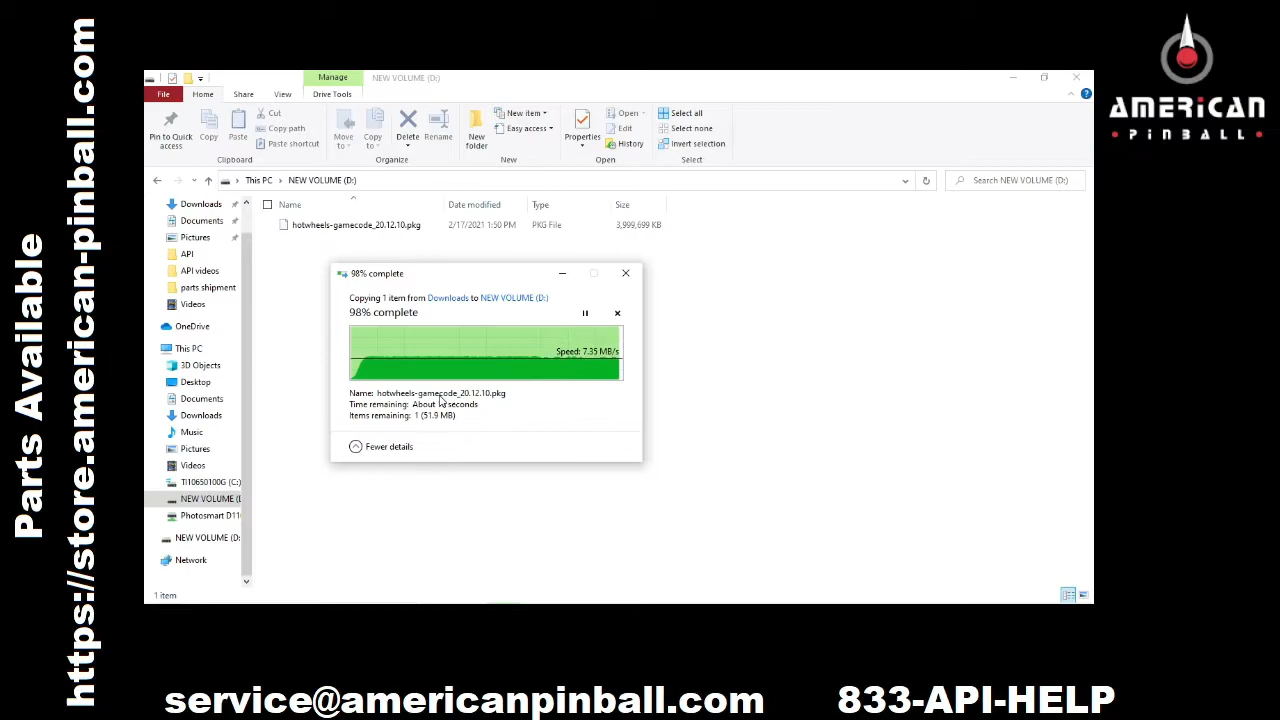 Parts Available
https://store.american-pinball.com
AMERICAN
PINBALL
Manage
NEW VOLUME (D:)
File
Home
Share
View
Drive Tools
Pin to Quick access
Copy
Paste
Cut
Copy path
Paste shortcut
Clipboard
Move to
Copy to
Delete
Rename
Organize
New folder
New item
Easy access
New
Properties
Open
Edit
History
Open
Select all
Select none
Invert selection
Select
This PC
NEW VOLUME (D:)
Search NEW VOLUME (D:)
Name
Date modified
Type
Size
hotwheels-gamecode_20.12.10.pkg 2/17/2021 1:50 PM PKG File 3,999,699 KB
Downloads
Documents
Pictures
API
API videos
parts shipment
Videos
OneDrive
This PC
3D Objects
Desktop
Documents
Downloads
Music
Pictures
Videos
TI10650100G (C:)
NEW VOLUME (
Photosmart D11
NEW VOLUME (D:
Network
1 item
98% complete
Copying 1 item from Downloads to NEW VOLUME (D:)
98% complete
Speed: 7.35 MB/s
Name: hotwheels-gamecode_20.12.10.pkg
Time remaining: About seconds
Items remaining: 1 (51.9 MB)
Fewer details
service@americanpinball.com
833-API-HELP